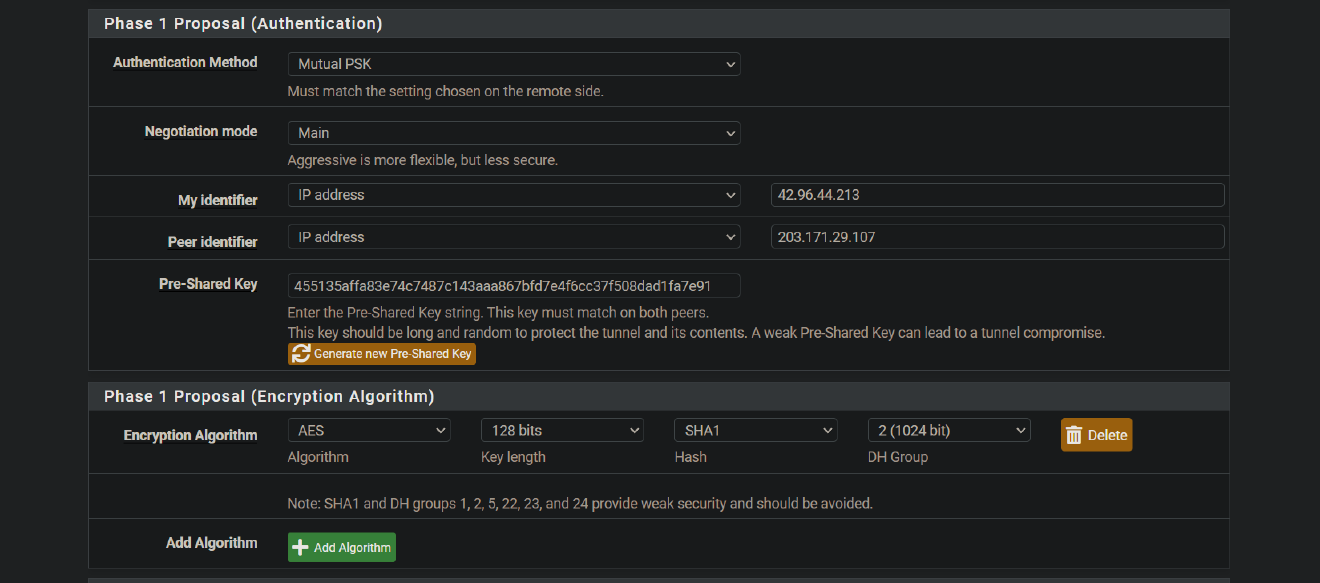 Phase 1 Proposal (Authentication)
Authentication Method
Mutual PSK
Must match the setting chosen on the remote side.
Negotiation mode
Main
Aggressive is more flexible, but less secure.
My identifier
IP address
42.96.44.213
Peer identifier
IP address
203.171.29.107
Pre-Shared Key
455135affa83e74c7487c143aaa867bfd7e4f6cc37f508dad1fa7e91
Enter the Pre-Shared Key string. This key must match on both peers.
This key should be long and random to protect the tunnel and its contents. A weak Pre-Shared Key can lead to a tunnel compromise.
Generate new Pre-Shared Key
Phase 1 Proposal (Encryption Algorithm)
Encryption Algorithm
AES 128 bits SHA1 2 (1024 bit) Delete
Algorithm Key length Hash DH Group
Note: SHA1 and DH groups 1, 2, 5, 22, 23, and 24 provide weak security and should be avoided.
Add Algorithm
Add Algorithm